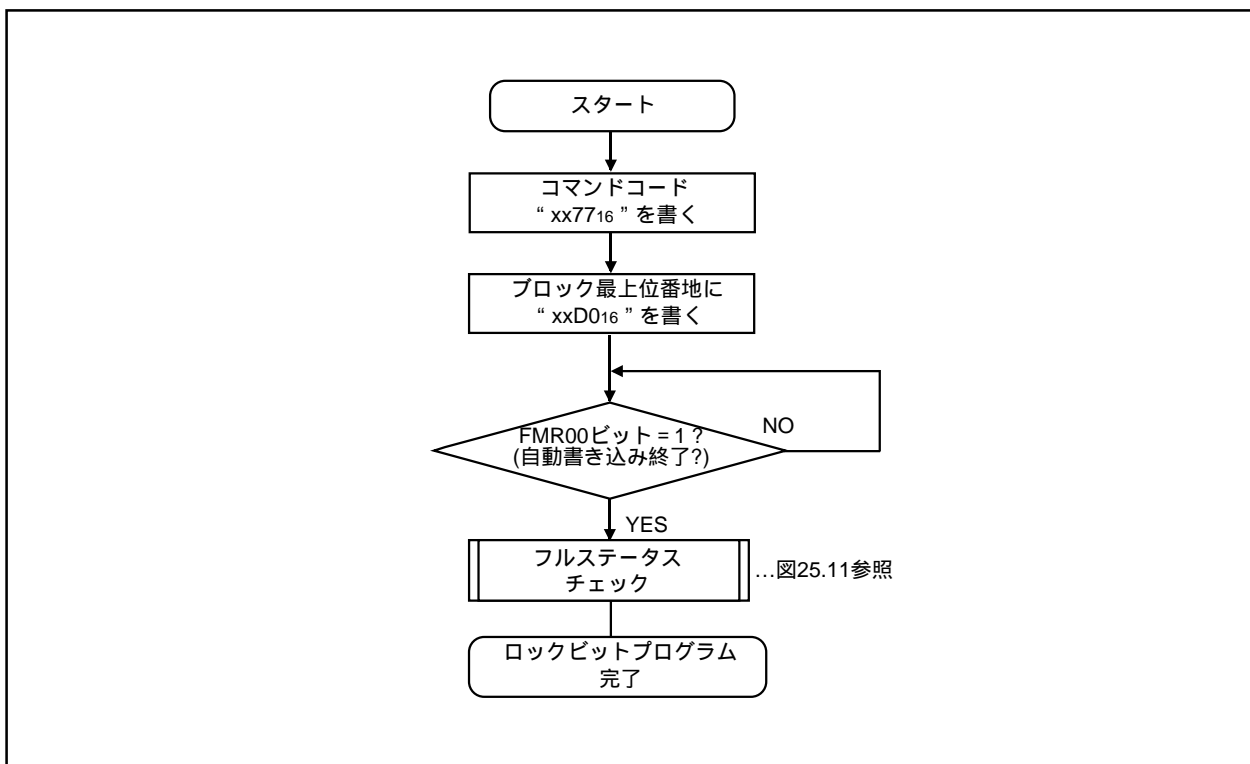 スタート
コマンドコード
“ xx7716 ” を書く
ブロック最上位番地に
“ xxD016 ” を書く
FMR00ビット = 1 ?
(自動書き込み終了?)
NO
YES
フルステータス
チェック
…図25.11参照
ロックビットプログラム
完了